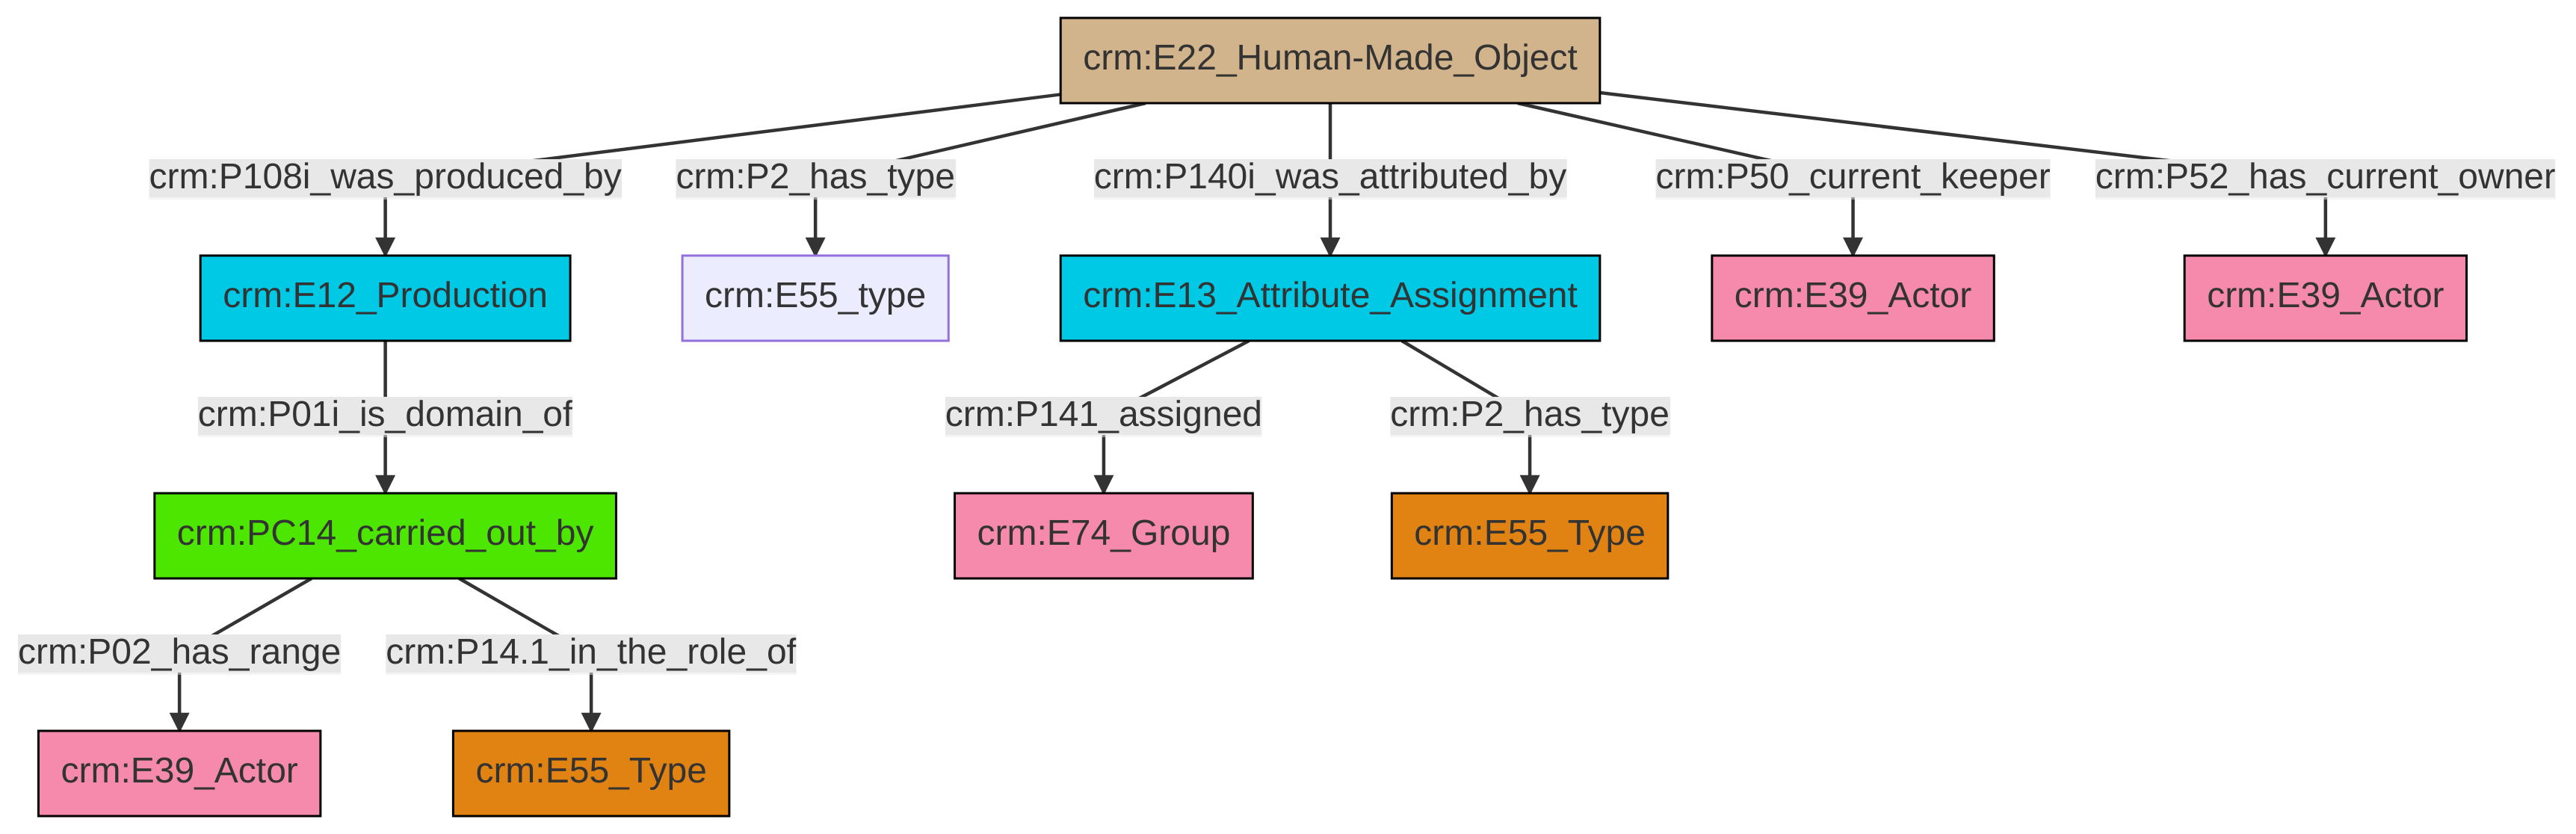 crm:E22_Human-Made_Object
crm:P108i_was_produced_by
crm:P2_has_type
crm:P140i_was_attributed_by
crm:P50_current_keeper
crm:P52_has_current_owner
crm:E12_Production
crm:E55_type
crm:E13_Attribute_Assignment
crm:E39_Actor
crm:E39_Actor
crm:P01i_is_domain_of
crm:P141_assigned
crm:P2_has_type
crm:PC14_carried_out_by
crm:E74_Group
crm:E55_Type
crm:P02_has_range
crm:P14.1_in_the_role_of
crm:E39_Actor
crm:E55_Type